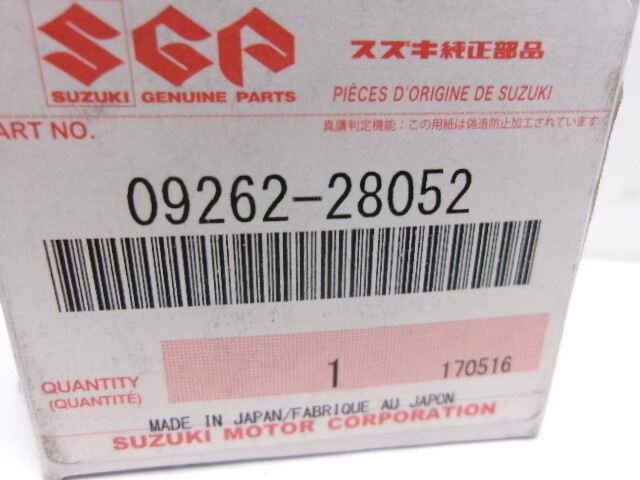 SGP
スズキ純正部品
SUZUKI GENUINE PARTS
PIÈCES D'ORIGINE DE SUZUKI
ART NO.
真贋判定機能:この用紙は偽造防止加工されています
09262-28052
1
170516
QUANTITY
(QUANTITÉ)
MADE IN JAPAN/FABRIQUE AU JAPON
SUZUKI MOTOR CORPORATION